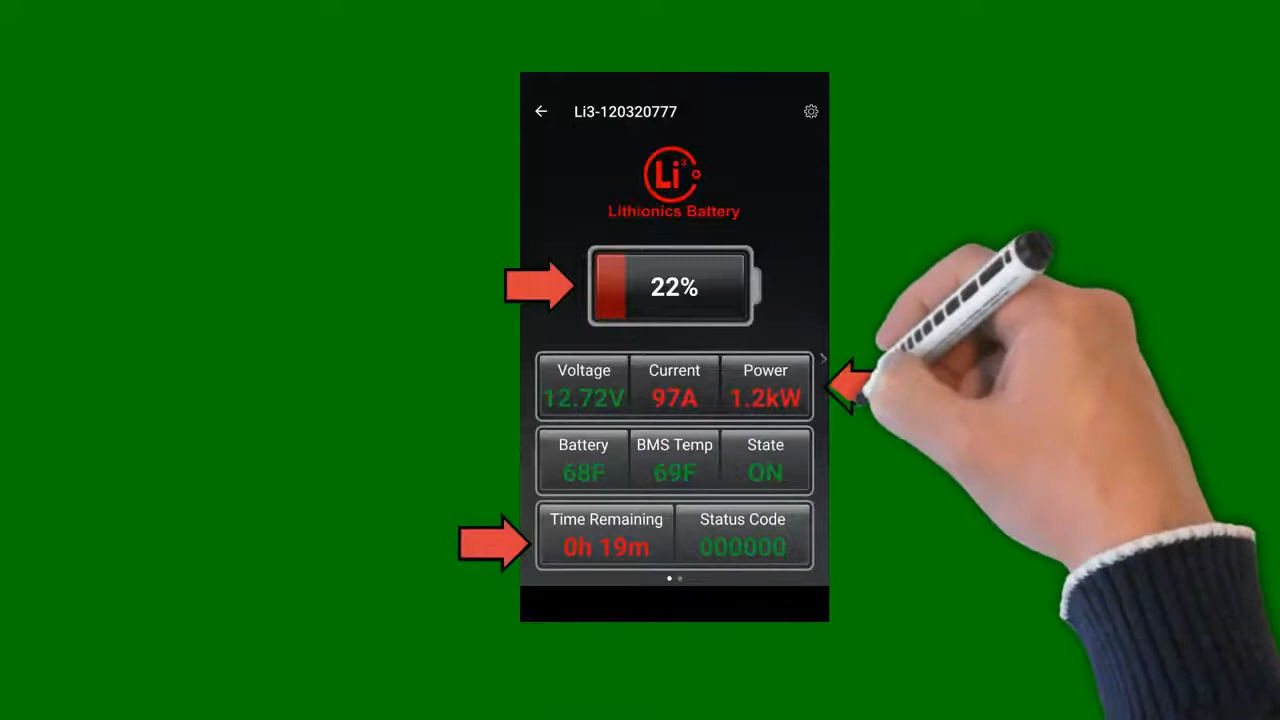 Li3-120320777
Li3
Lithionics Battery
22%
Voltage Current Power
12.72V 97A 1.2kW
Battery BMS Temp State
68F 69F ON
Time Remaining Status Code
0h 19m 000000